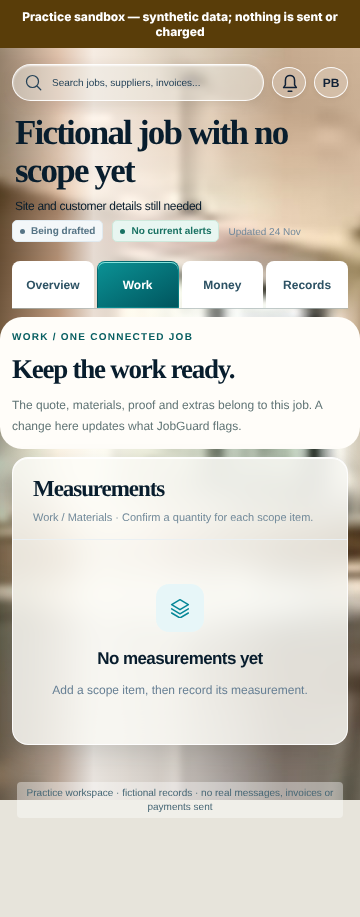 Practice sandbox — synthetic data; nothing is sent or
charged
Search jobs, suppliers, invoices...
PB
Fictional job with no
scope yet
Site and customer details still needed
Being drafted
No current alerts
Updated 24 Nov
Overview
Work
Money
Records
WORK / ONE CONNECTED JOB
Keep the work ready.
The quote, materials, proof and extras belong to this job. A
change here updates what JobGuard flags.
Measurements
Work / Materials · Confirm a quantity for each scope item.
No measurements yet
Add a scope item, then record its measurement.
Practice workspace · fictional records · no real messages, invoices or
payments sent